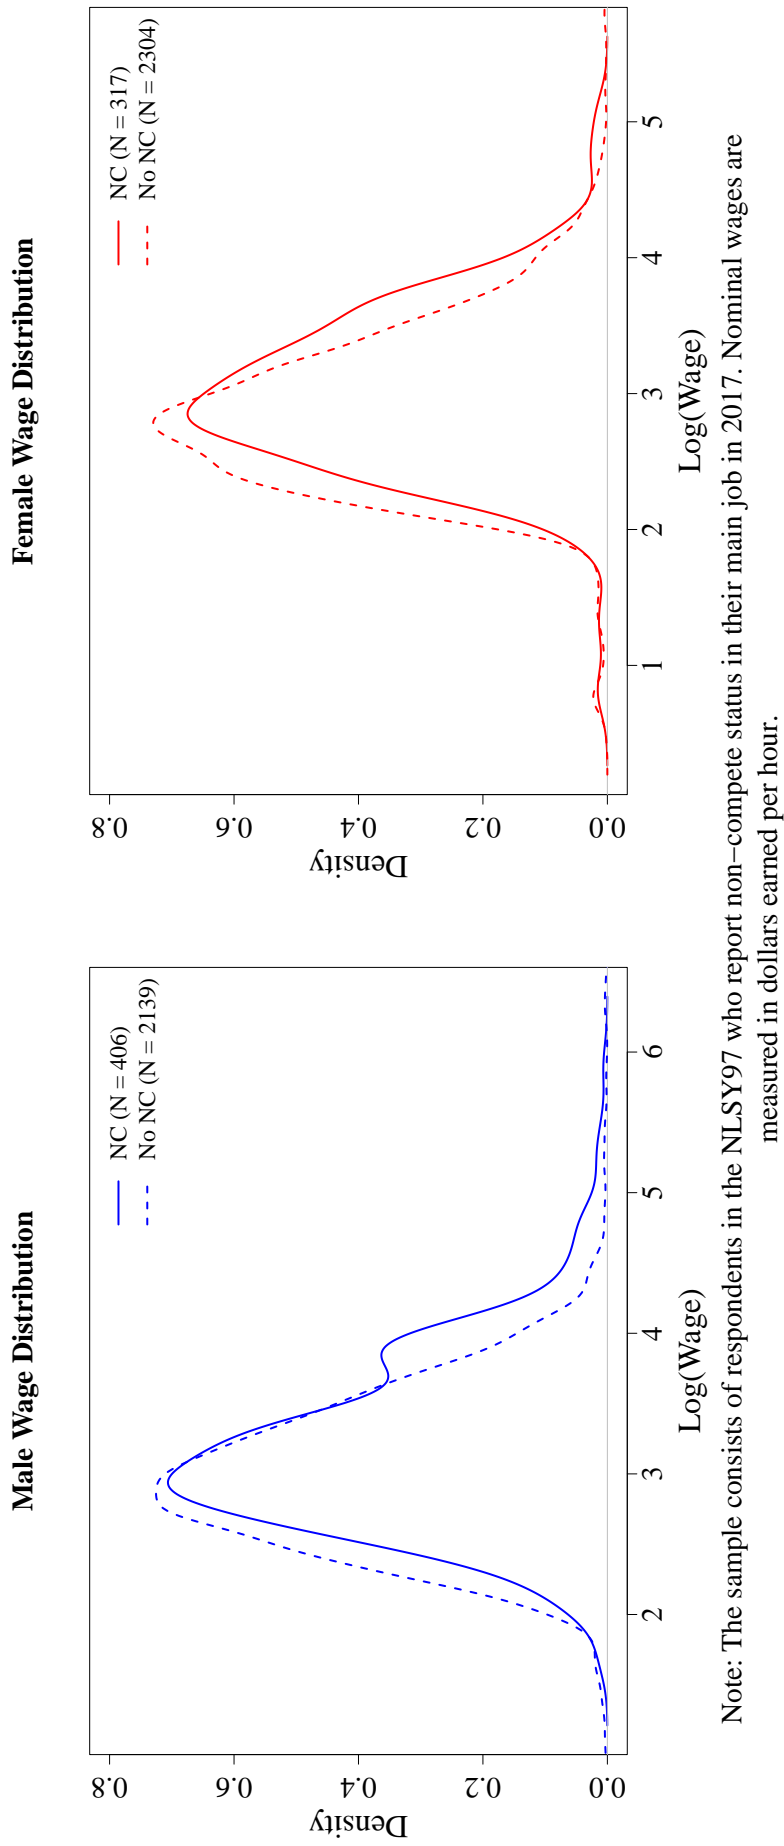 Male Wage Distribution
Density
0.0
0.2
0.4
0.6
0.8
2
3
4
5
6
Log(Wage)
NC (N = 406)
No NC (N = 2139)
Female Wage Distribution
Density
0.0
0.2
0.4
0.6
0.8
1
2
3
4
5
Log(Wage)
NC (N = 317)
No NC (N = 2304)
Note: The sample consists of respondents in the NLSY97 who report non−compete status in their main job in 2017. Nominal wages are
measured in dollars earned per hour.